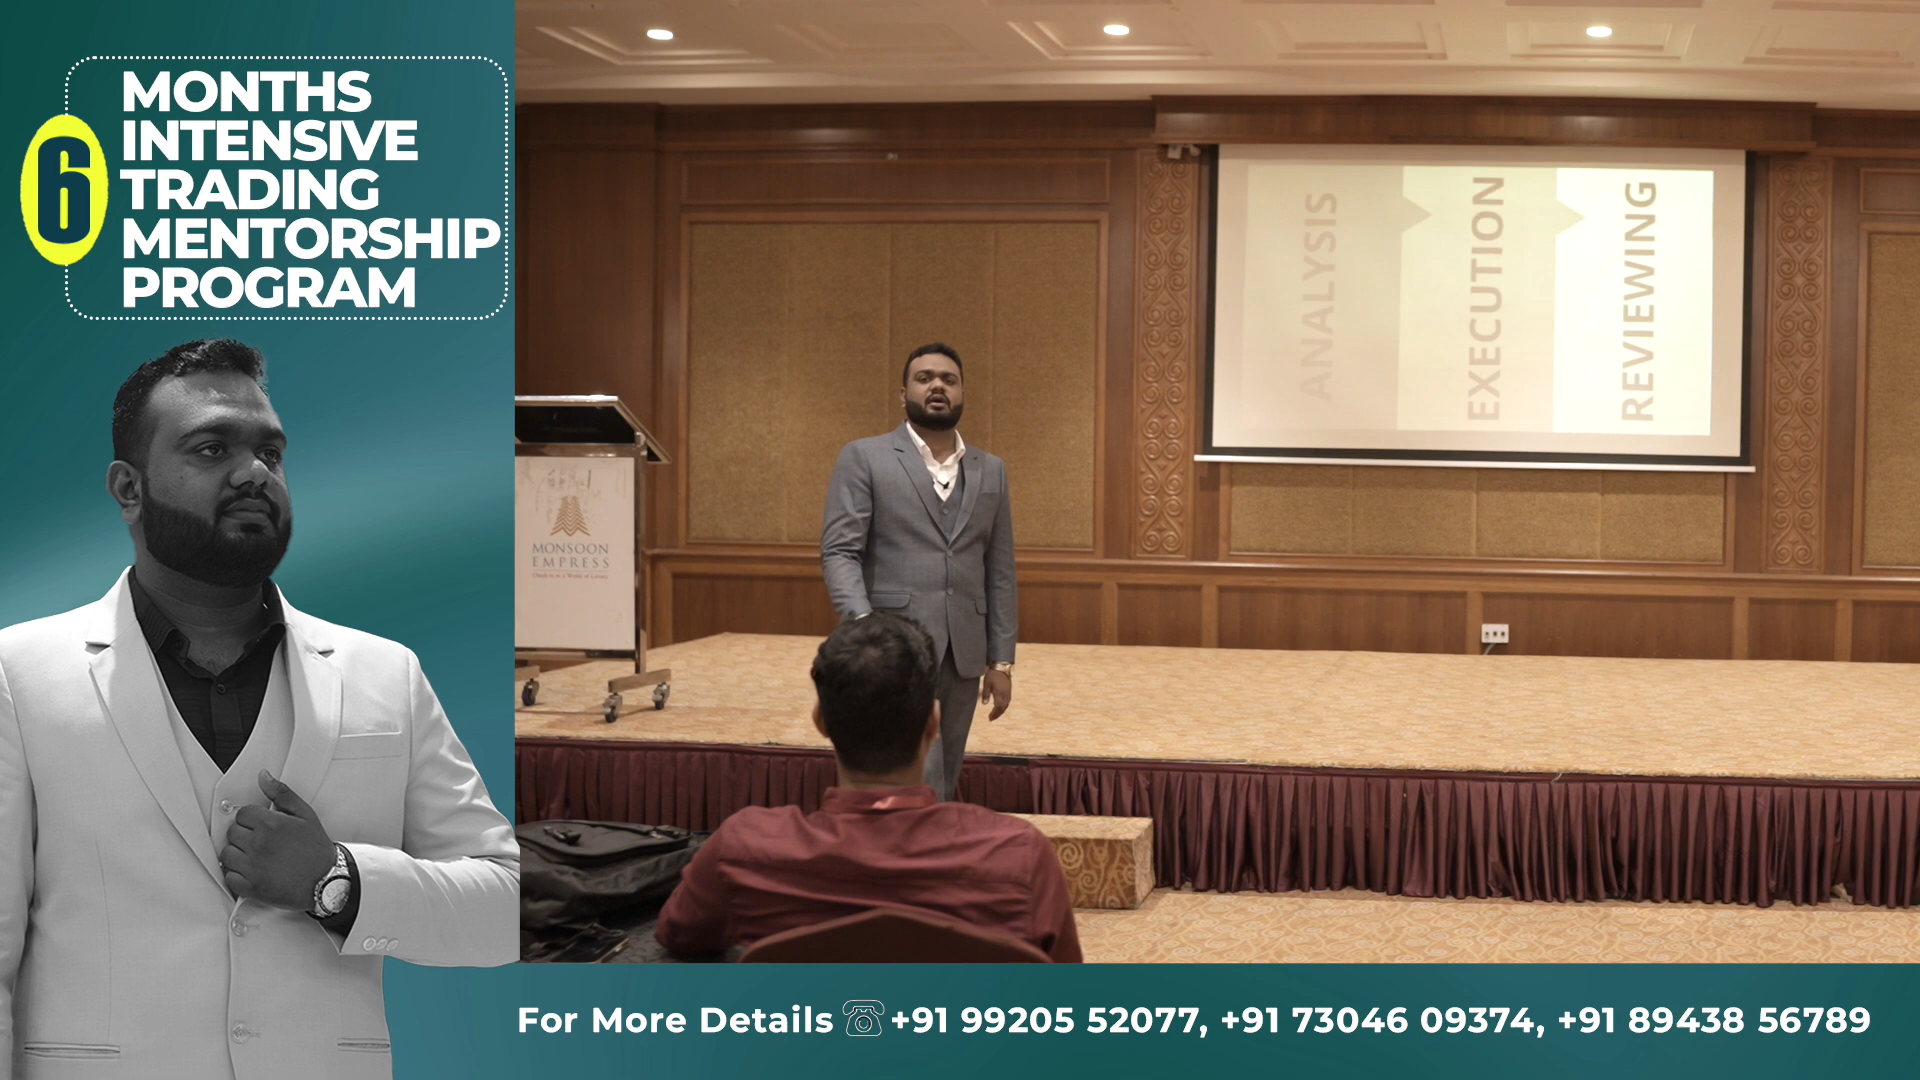 6
MONTHS
INTENSIVE
TRADING
MENTORSHIP
PROGRAM
ANALYSIS
EXECUTION
REVIEWING
MONSOON
EMPRESS
For More Details +91 99205 52077, +91 73046 09374, +91 89438 56789